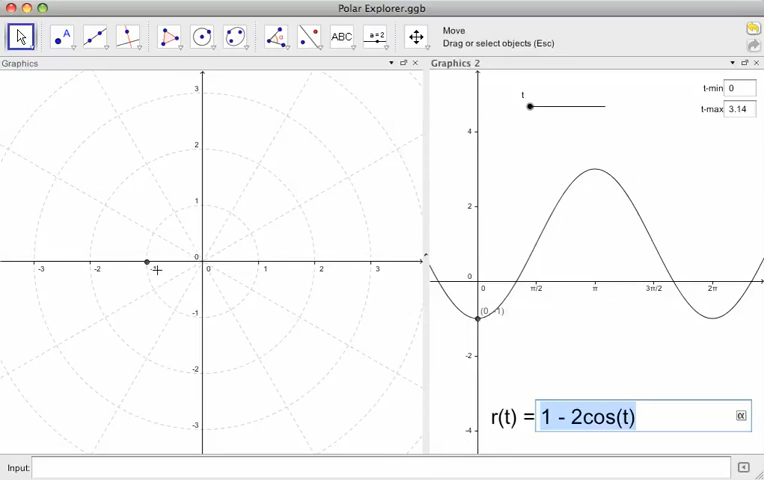 Polar Explorer.ggb
A
ABC
a = 2
Move
Drag or select objects (Esc)
Graphics
Graphics 2
3
2
1
0
-3
-2
-1
0
1
2
3
-1
-2
-3
t
t-min 0
t-max 3.14
4
2
0
0
π/2
π
3π/2
2π
(0, -1)
-2
-4
r(t) = 1 - 2cos(t)
α
Input: